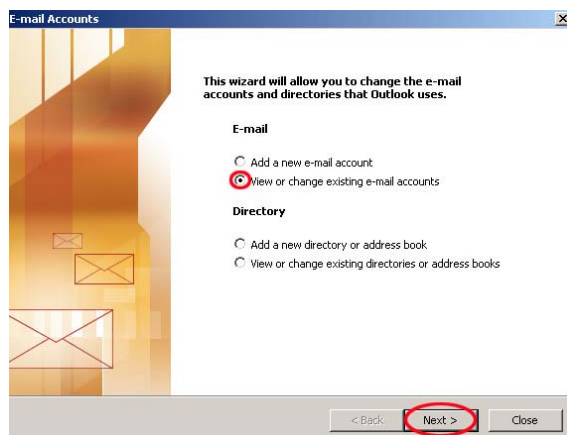 E-mail Accounts
This wizard will allow you to change the e-mail
accounts and directories that Outlook uses.
E-mail
Add a new e-mail account
View or change existing e-mail accounts
Directory
Add a new directory or address book
View or change existing directories or address books
< Back Next > Close